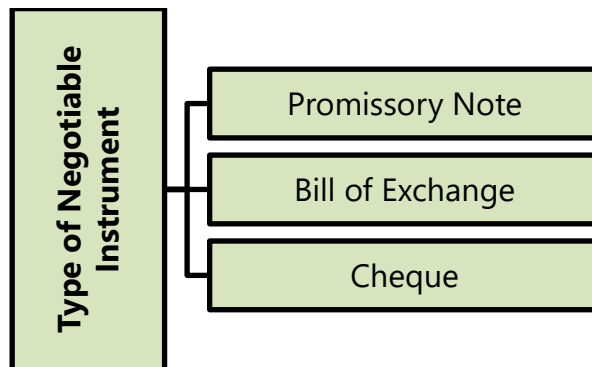 Type of Negotiable
Instrument
Promissory Note
Bill of Exchange
Cheque